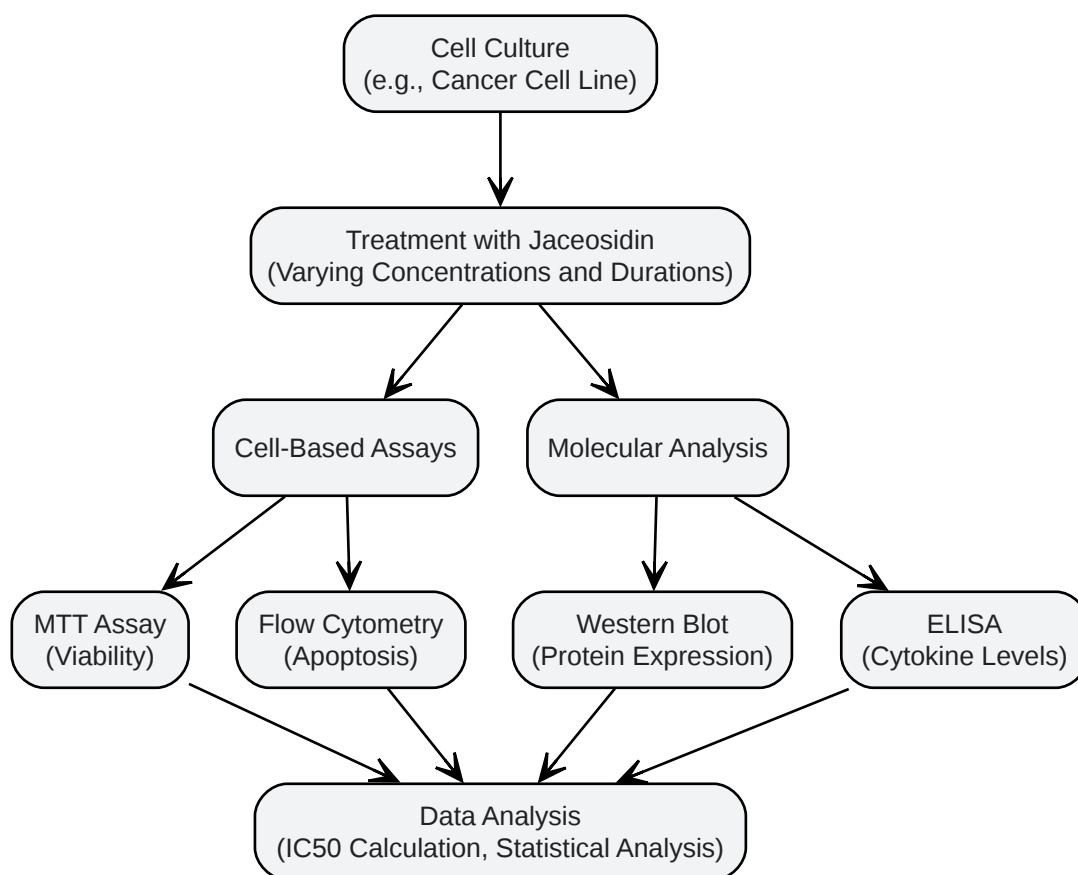 Cell Culture
(e.g., Cancer Cell Line)
Treatment with Jaceosidin
(Varying Concentrations and Durations)
Cell-Based Assays
Molecular Analysis
MTT Assay
(Viability)
Flow Cytometry
(Apoptosis)
Western Blot
(Protein Expression)
ELISA
(Cytokine Levels)
Data Analysis
(IC50 Calculation, Statistical Analysis)